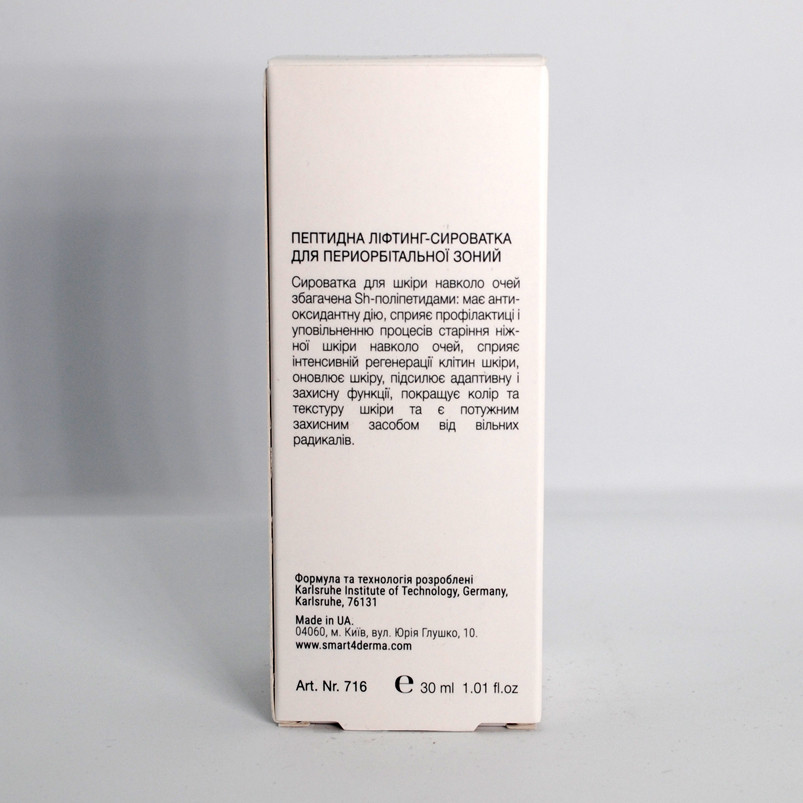 ПЕПТИДНА ЛІФТИНГ-СИРОВАТКА
ДЛЯ ПЕРИОРБІТАЛЬНОЇ ЗОНИЙ
Сироватка для шкіри навколо очей
збагачена Sh-поліпетидами: має анти-
оксидантну дію, сприяє профілактиці і
уповільненню процесів старіння ніж-
ної шкіри навколо очей, сприяє
інтенсивній регенерації клітин шкіри,
оновлює шкіру, підсилює адаптивну і
захисну функції, покращує колір та
текстуру шкіри та є потужним
захисним засобом від вільних
радикалів.
Формула та технологія розроблені
Karlsruhe Institute of Technology, Germany,
Karlsruhe, 76131
Made in UA.
04060, м. Київ, вул. Юрія Глушко, 10.
www.smart4derma.com
Art. Nr. 716 e 30 ml 1.01 fl.oz